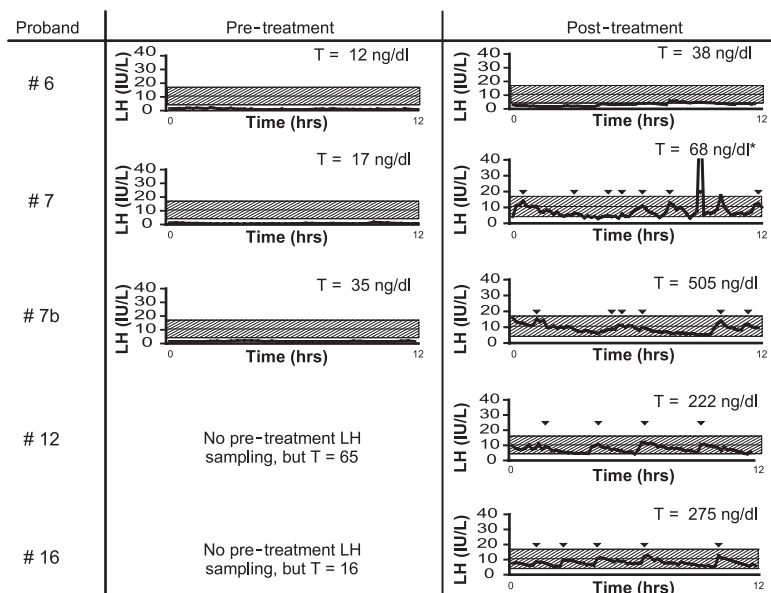 Proband Pre-treatment Post-treatment
# 6
T = 12 ng/dl
LH (IU/L)
40
30
20
10
0
0 Time (hrs) 12
T = 38 ng/dl
LH (IU/L)
40
30
20
10
0
0 Time (hrs) 12
# 7
T = 17 ng/dl
LH (IU/L)
40
30
20
10
0
0 Time (hrs) 12
T = 68 ng/dl*
LH (IU/L)
40
30
20
10
0
0 Time (hrs) 12
# 7b
T = 35 ng/dl
LH (IU/L)
40
30
20
10
0
0 Time (hrs) 12
T = 505 ng/dl
LH (IU/L)
40
30
20
10
0
0 Time (hrs) 12
# 12
No pre-treatment LH
sampling, but T = 65
T = 222 ng/dl
LH (IU/L)
40
30
20
10
0
0 Time (hrs) 12
# 16
No pre-treatment LH
sampling, but T = 16
T = 275 ng/dl
LH (IU/L)
40
30
20
10
0
0 Time (hrs) 12